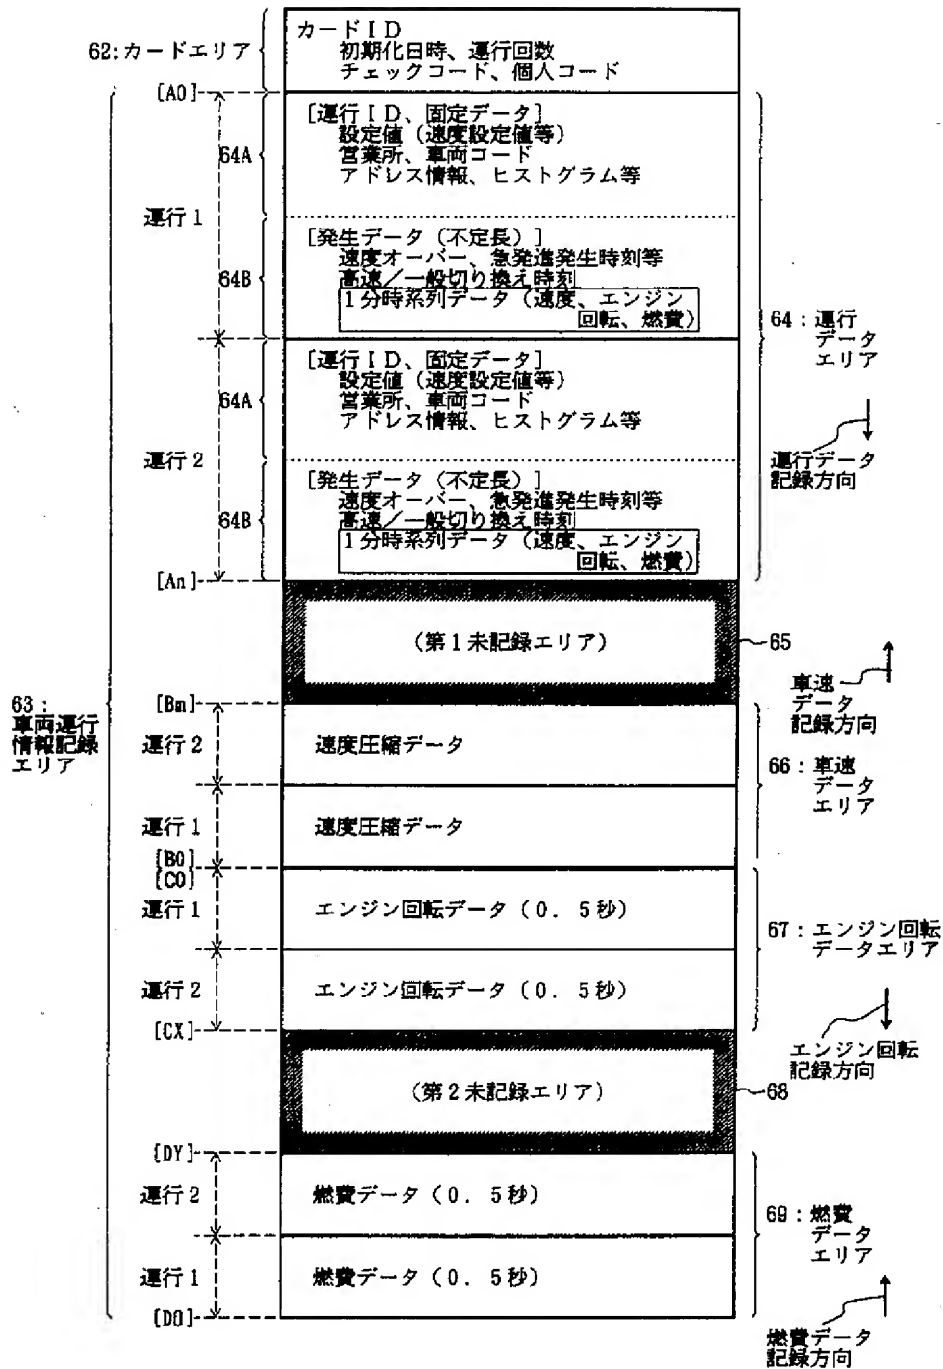 カードID
初期化日時、運行回数
チェックコード、個人コード
62:カードエリア
[A0]
[運行ID、固定データ]
設定値（速度設定値等）
営業所、車両コード
アドレス情報、ヒストグラム等
64A
運行1
[発生データ（不定長）]
速度オーバー、急発進発生時刻等
高速／一般切り換え時刻
1分時系列データ（速度、エンジン
回転、燃費）
64B
64：運行
データ
エリア
[運行ID、固定データ]
設定値（速度設定値等）
営業所、車両コード
アドレス情報、ヒストグラム等
64A
運行2
運行データ
記録方向
[発生データ（不定長）]
速度オーバー、急発進発生時刻等
高速／一般切り換え時刻
1分時系列データ（速度、エンジン
回転、燃費）
64B
[An]
（第1未記録エリア）
65
車速
データ
記録方向
63：
車両運行
情報記録
エリア
[Bm]
運行2
速度圧縮データ
66：車速
データ
エリア
運行1
速度圧縮データ
[B0]
[C0]
運行1
エンジン回転データ（0．5秒）
67：エンジン回転
データエリア
運行2
エンジン回転データ（0．5秒）
[CX]
エンジン回転
記録方向
（第2未記録エリア）
68
[DY]
運行2
燃費データ（0．5秒）
69：燃費
データ
エリア
運行1
燃費データ（0．5秒）
[D0]
燃費データ
記録方向